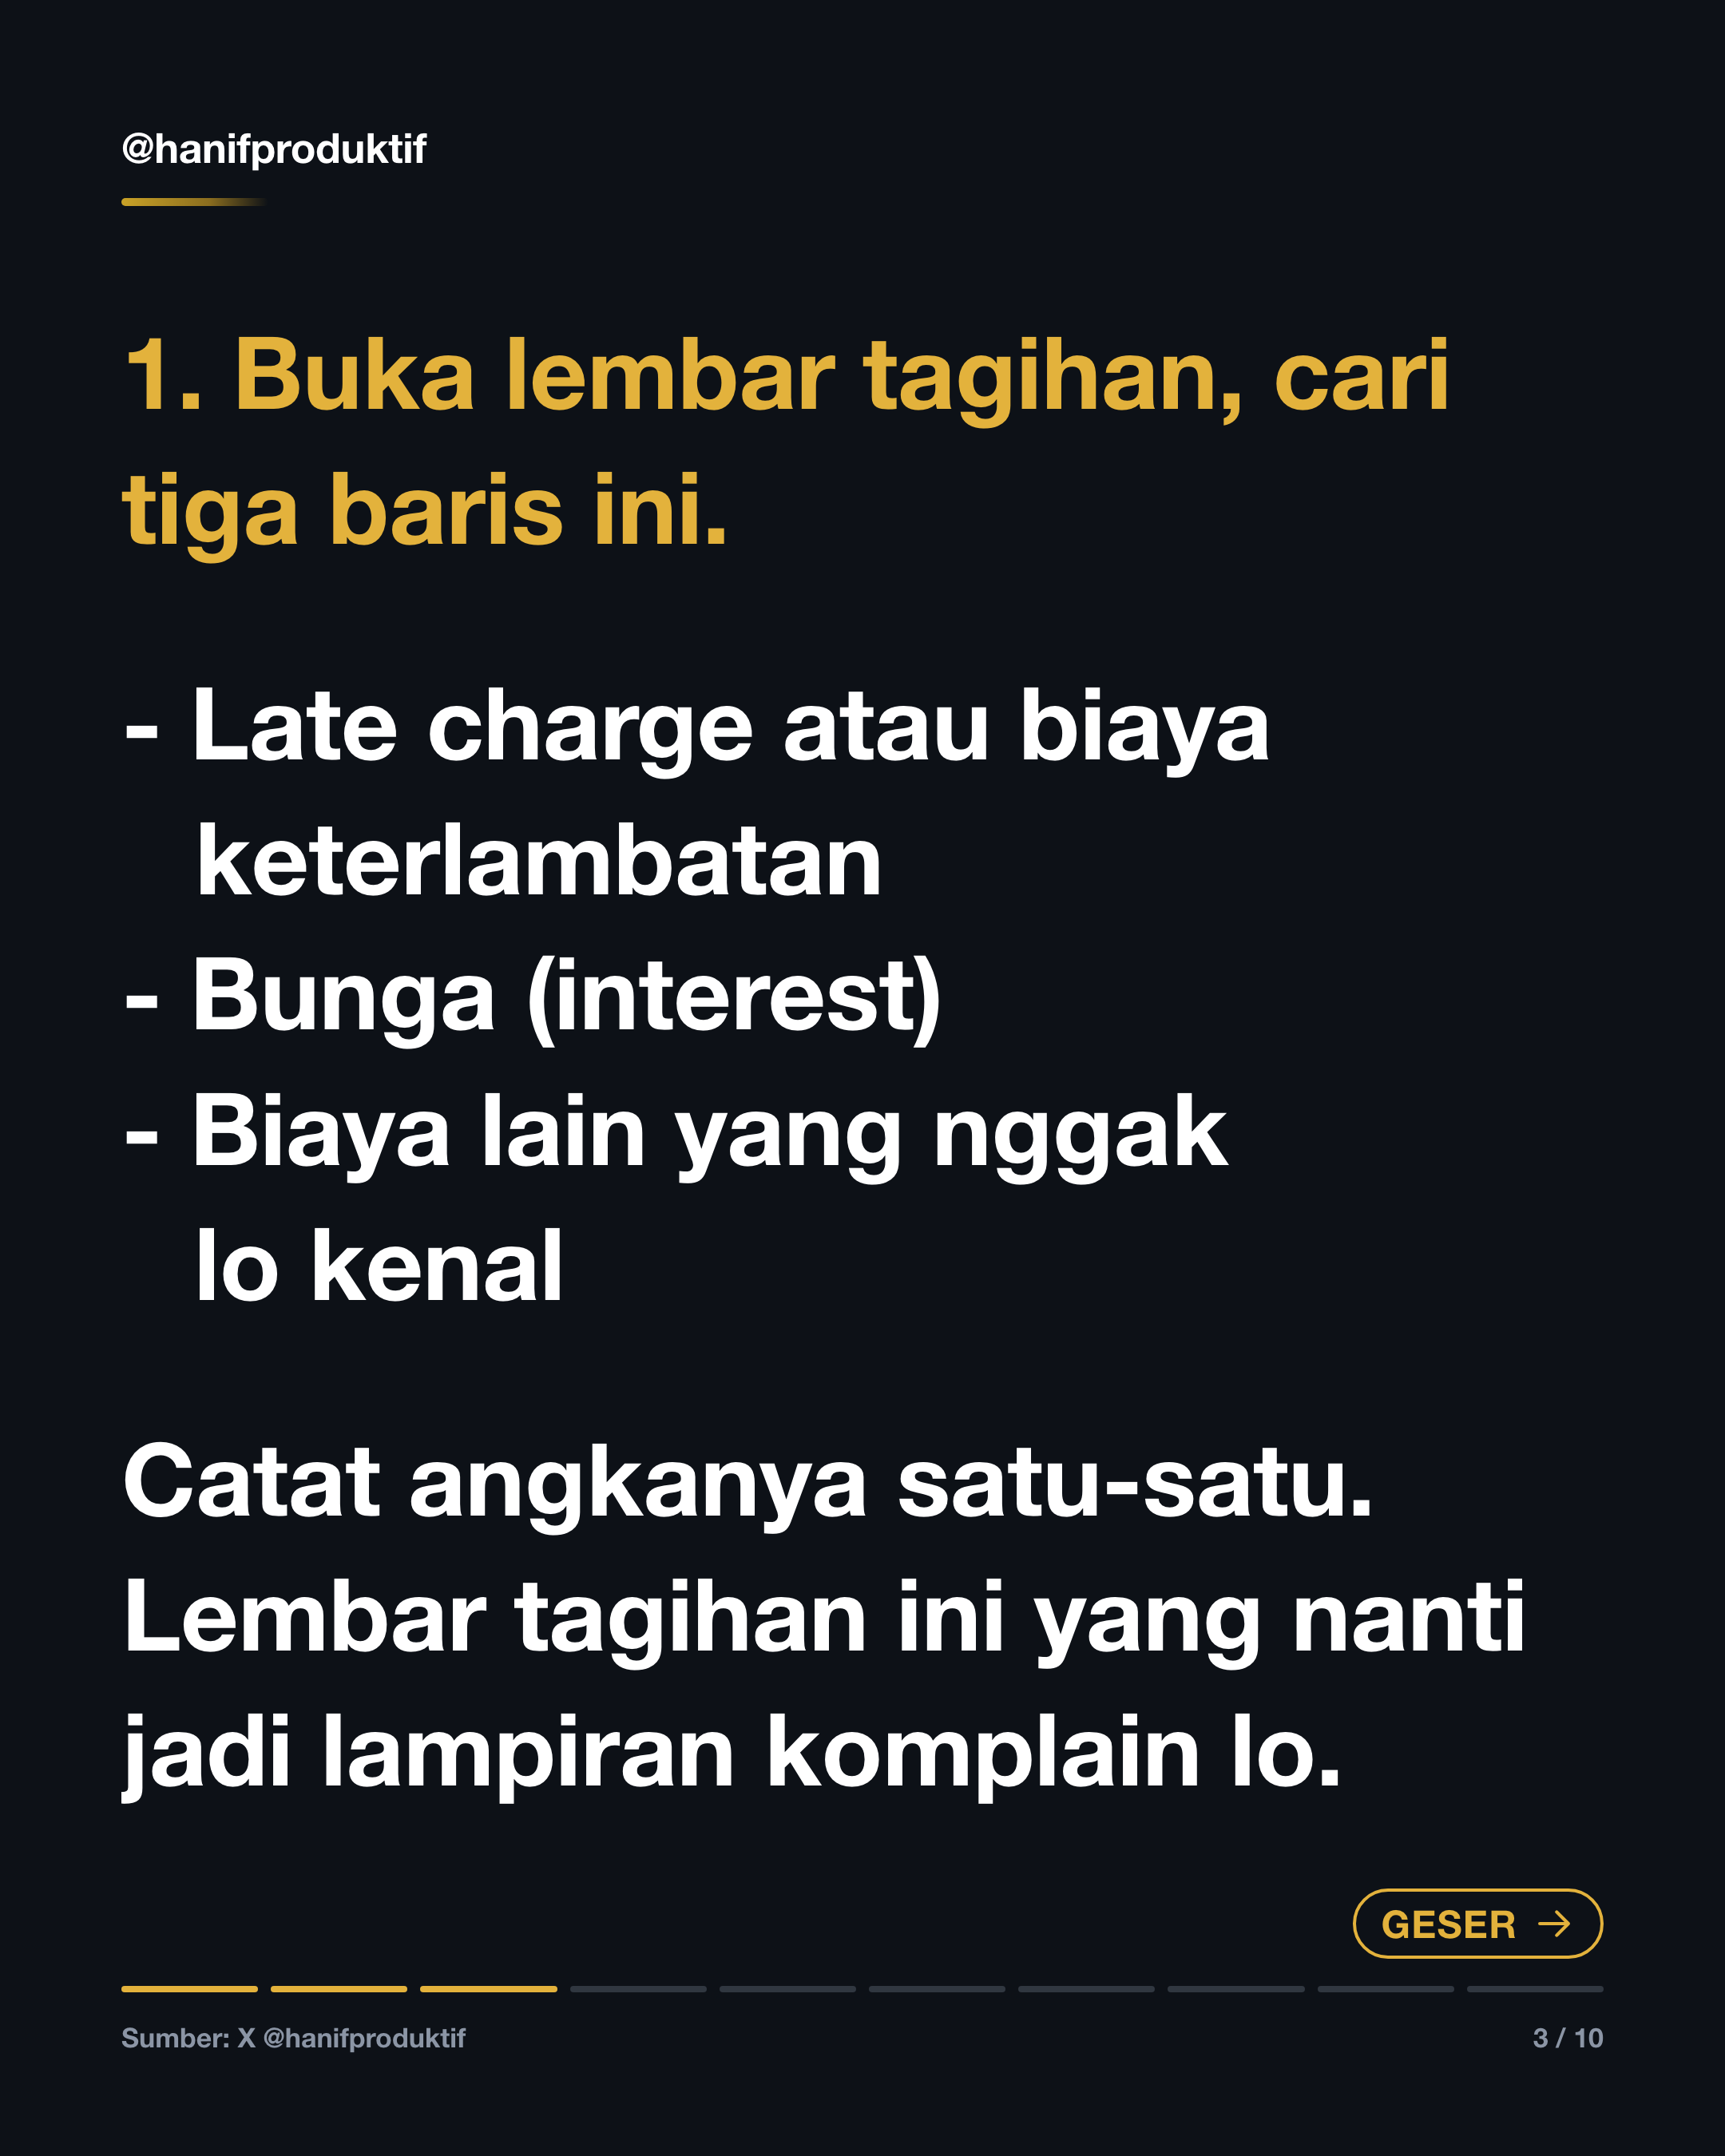 @hanifproduktif
1. Buka lembar tagihan, cari
tiga baris ini.
- Late charge atau biaya
keterlambatan
- Bunga (interest)
- Biaya lain yang nggak
lo kenal
Catat angkanya satu-satu.
Lembar tagihan ini yang nanti
jadi lampiran komplain lo.
GESER →
Sumber: X @hanifproduktif
3 / 10